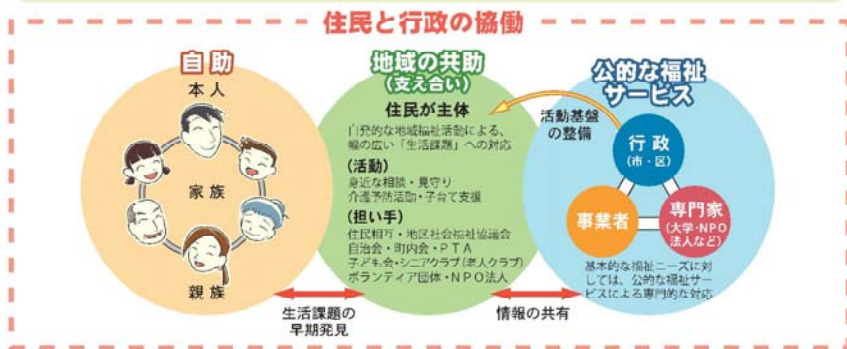 住民と行政の協働
自助
本人
家族
親族
地域の共助
(支え合い)
住民が主体
自発的な地域福祉活動による、
幅の広い「生活課題」への対応
(活動)
身近な相談・見守り
介護予防活動・子育て支援
(担い手)
住民相互・地区社会福祉協議会
自治会・町内会・PTA
子ども会・シニアクラブ(老人クラブ)
ボランティア団体・NPO法人
公的な福祉
サービス
活動基盤
の整備
行政
(市・区)
事業者
専門家
(大学・NPO
法人など)
基本的な福祉ニーズに対
しては、公的な福祉サー
ビスによる専門的な対応
生活課題の
早期発見
情報の共有